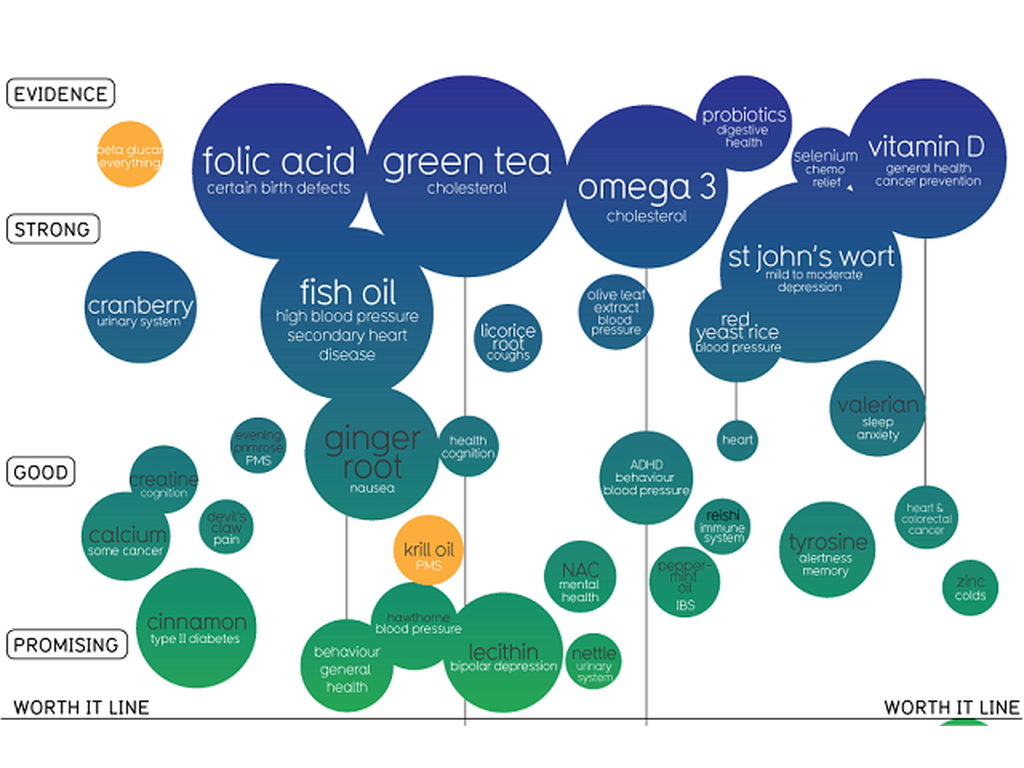 EVIDENCE
beta glucan
everything
folic acid
certain birth defects
green tea
cholesterol
omega 3
cholesterol
probiotics
digestive
health
selenium
chemo
relief
vitamin D
general health
cancer prevention
STRONG
cranberry
urinary system
fish oil
high blood pressure
secondary heart
disease
licorice
root
coughs
olive leaf
extract
blood
pressure
st john's wort
mild to moderate
depression
red
yeast rice
blood pressure
valerian
sleep
anxiety
heart
evening
primrose
PMS
ginger
root
nausea
health
cognition
GOOD
creatine
cognition
calcium
some cancer
devil's
claw
pain
krill oil
PMS
ADHD
behaviour
blood pressure
reishi
immune
system
tyrosine
alertness
memory
heart &
colorectal
cancer
NAC
mental
health
pepper-
mint
oil
IBS
zinc
colds
PROMISING
cinnamon
type II diabetes
behaviour
general
health
hawthorne
blood pressure
lecithin
bipolar depression
nettle
urinary
system
WORTH IT LINE
WORTH IT LINE